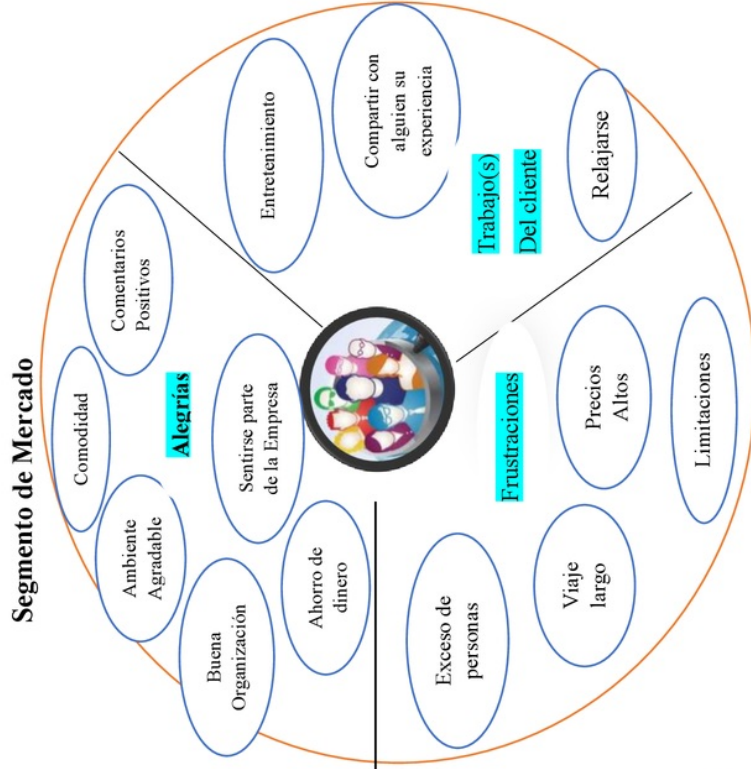 Segmento de Mercado
Alegrías
Comodidad
Comentarios
Positivos
Ambiente
Agradable
Buena
Organización
Sentirse parte
de la Empresa
Ahorro de
dinero
Entretenimiento
Compartir con
alguien su
experiencia
Trabajo(s)
Del cliente
Relajarse
Frustraciones
Exceso de
personas
Viaje
largo
Precios
Altos
Limitaciones